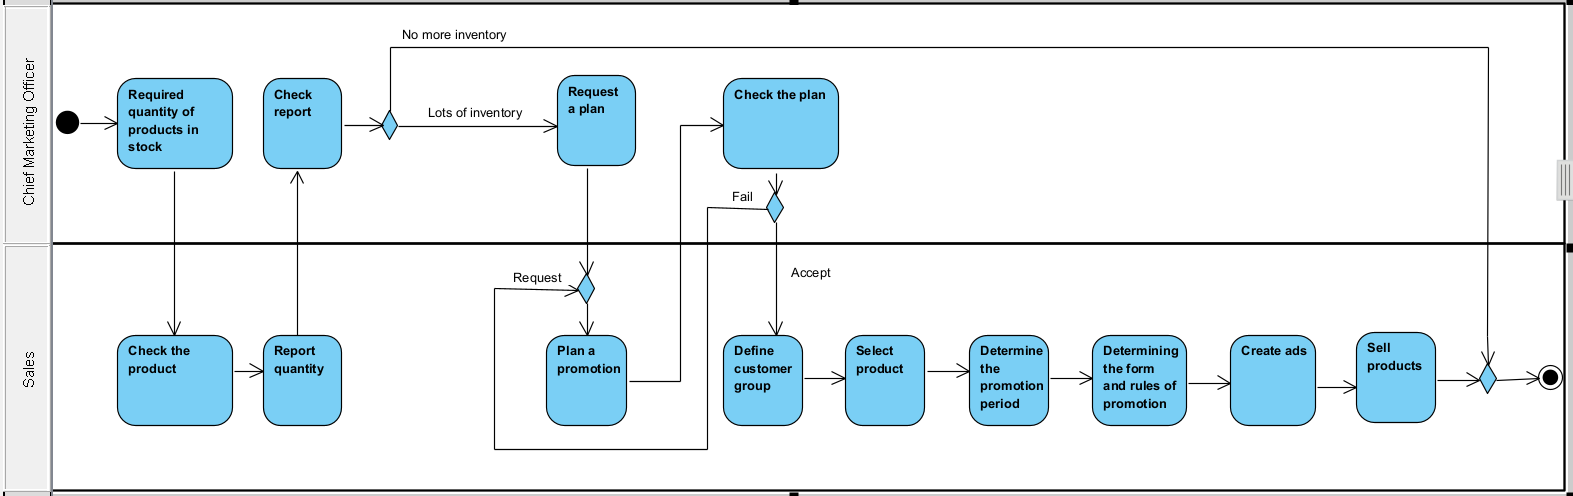 Chief Marketing Officer
No more inventory
Required
quantity of
products in
stock
Check
report
Lots of inventory
Request
a plan
Check the plan
Fail
Sales
Request
Accept
Check the
product
Report
quantity
Plan a
promotion
Define
customer
group
Select
product
Determine
the
promotion
period
Determining
the form
and rules of
promotion
Create ads
Sell
products